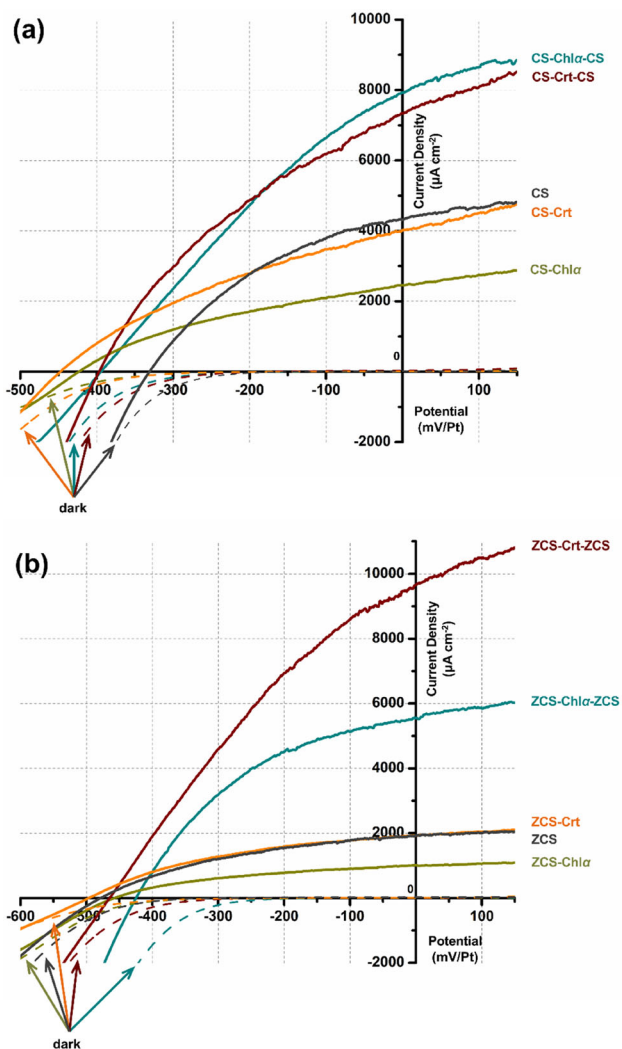 (a)
10000
8000
6000
4000
2000
0
-2000
-500
-400
-300
-200
-100
100
Current Density
(µA cm-2)
Potential
(mV/Pt)
CS-Chlα-CS
CS-Crt-CS
CS
CS-Crt
CS-Chlα
dark
(b)
10000
8000
6000
4000
2000
0
-2000
-600
-500
-400
-300
-200
-100
100
Current Density
(µA cm-2)
Potential
(mV/Pt)
ZCS-Crt-ZCS
ZCS-Chlα-ZCS
ZCS-Crt
ZCS
ZCS-Chlα
dark